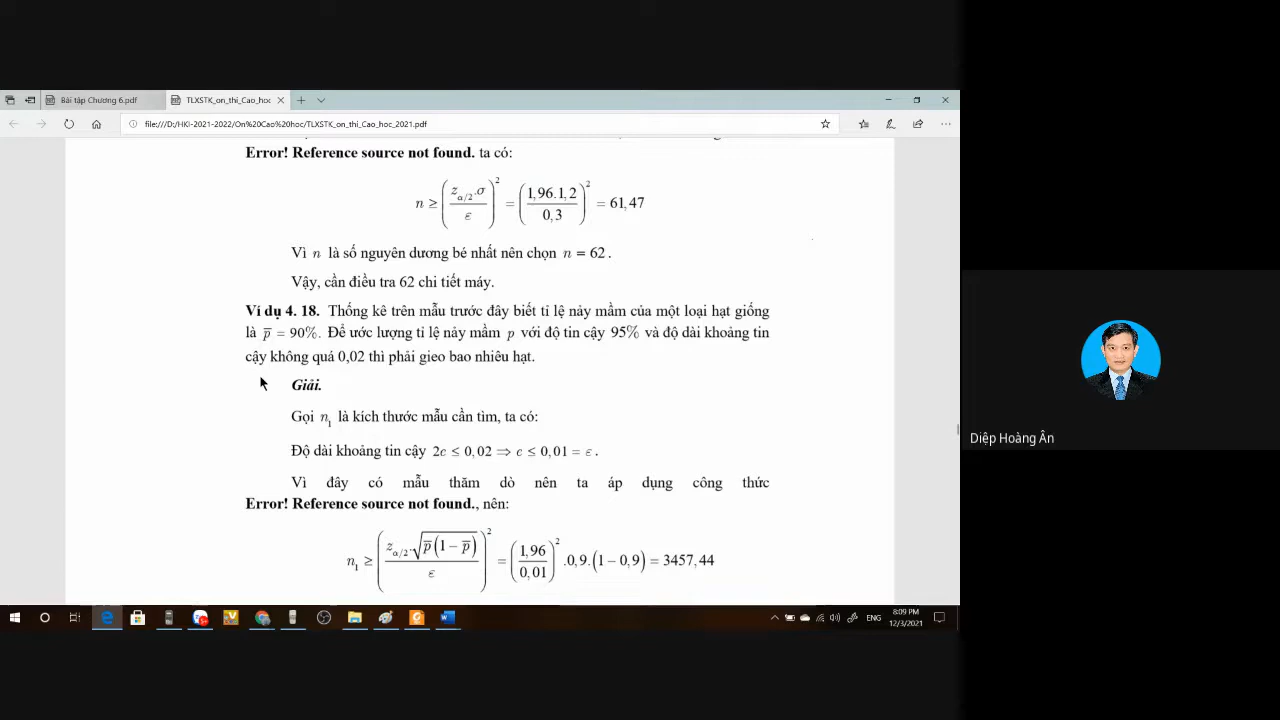 Bài tập Chương 6.pdf
TLXSTK_on_thi_Cao_hoc
file:///D:/HKI-2021-2022/On%20Cao%20hoc/TLXSTK_on_thi_Cao_hoc_2021.pdf
Error! Reference source not found. ta có:
n ≥ (z_{α/2}.σ / ε)^2 = (1,96.1,2 / 0,3)^2 = 61,47
Vì n là số nguyên dương bé nhất nên chọn n = 62.
Vậy, cần điều tra 62 chi tiết máy.
Ví dụ 4. 18. Thống kê trên mẫu trước đây biết tỉ lệ nảy mầm của một loại hạt giống
là p̅ = 90%. Để ước lượng tỉ lệ nảy mầm p với độ tin cậy 95% và độ dài khoảng tin
cậy không quá 0,02 thì phải gieo bao nhiêu hạt.
Giải.
Gọi n₁ là kích thước mẫu cần tìm, ta có:
Độ dài khoảng tin cậy 2c ≤ 0,02 ⇒ c ≤ 0,01 = ε.
Vì đây có mẫu thăm dò nên ta áp dụng công thức
Error! Reference source not found., nên:
n₁ ≥ (z_{α/2}.√(p̅(1 − p̅)) / ε)^2 = (1,96 / 0,01)^2 .0,9.(1 − 0,9) = 3457,44
Diệp Hoàng Ân
ENG
8:09 PM
12/3/2021